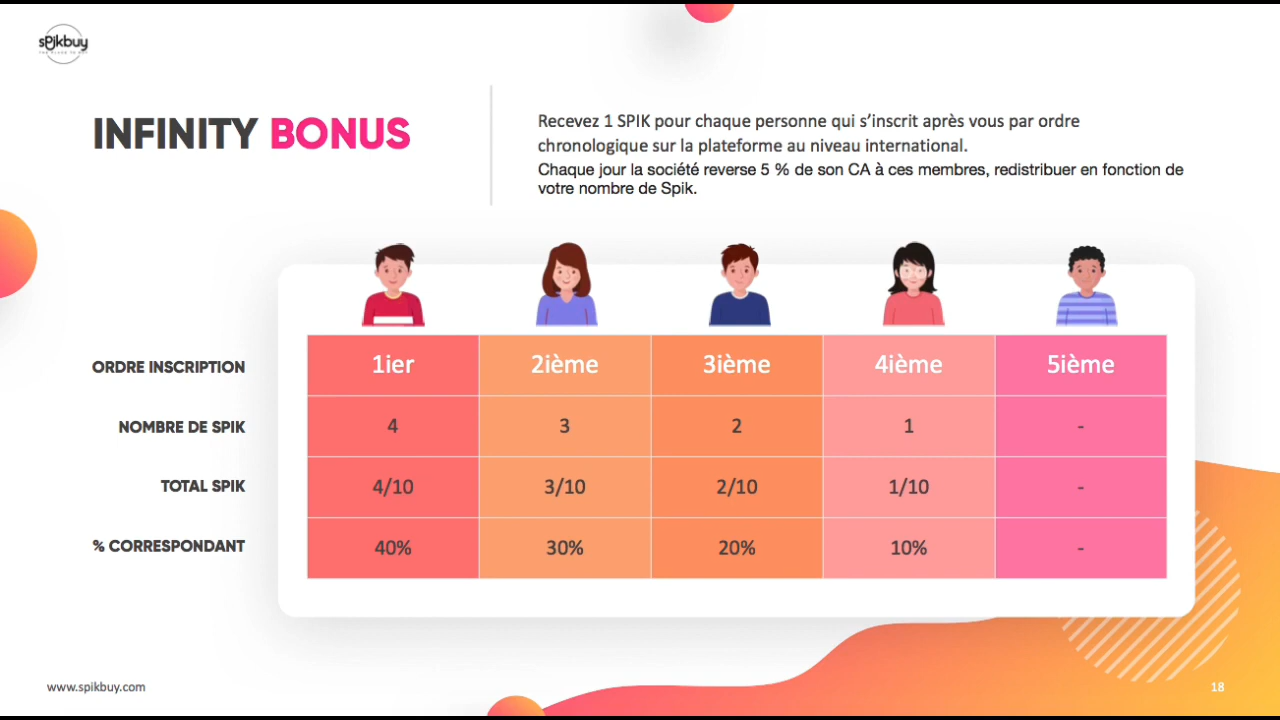 spikbuy
INFINITY BONUS
Recevez 1 SPIK pour chaque personne qui s’inscrit après vous par ordre
chronologique sur la plateforme au niveau international.
Chaque jour la société reverse 5 % de son CA à ces membres, redistribuer en fonction de
votre nombre de Spik.
ORDRE INSCRIPTION 1ier 2ième 3ième 4ième 5ième
NOMBRE DE SPIK 4 3 2 1 -
TOTAL SPIK 4/10 3/10 2/10 1/10 -
% CORRESPONDANT 40% 30% 20% 10% -
www.spikbuy.com
18